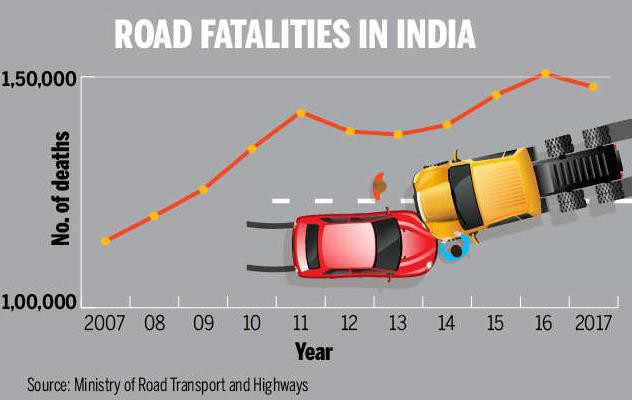 ROAD FATALITIES IN INDIA
1,50,000
No. of deaths
1,00,000
2007 08 09 10 11 12 13 14 15 16 2017
Year
Source: Ministry of Road Transport and Highways